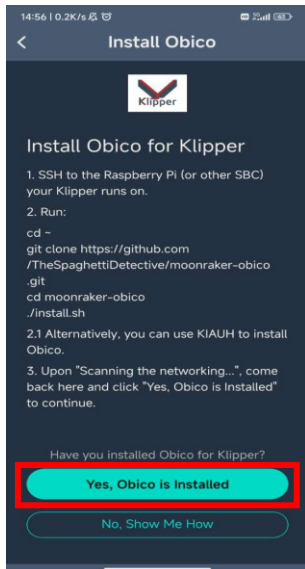 14:56 | 0.2K/s
Install Obico
Klipper
Install Obico for Klipper
1. SSH to the Raspberry Pi (or other SBC)
your Klipper runs on.
2. Run:
cd ~
git clone https://github.com
/TheSpaghettiDetective/moonraker-obico
.git
cd moonraker-obico
./install.sh
2.1 Alternatively, you can use KIAUH to install
Obico.
3. Upon "Scanning the networking...", come
back here and click "Yes, Obico is Installed"
to continue.
Have you installed Obico for Klipper?
Yes, Obico is Installed
No, Show Me How